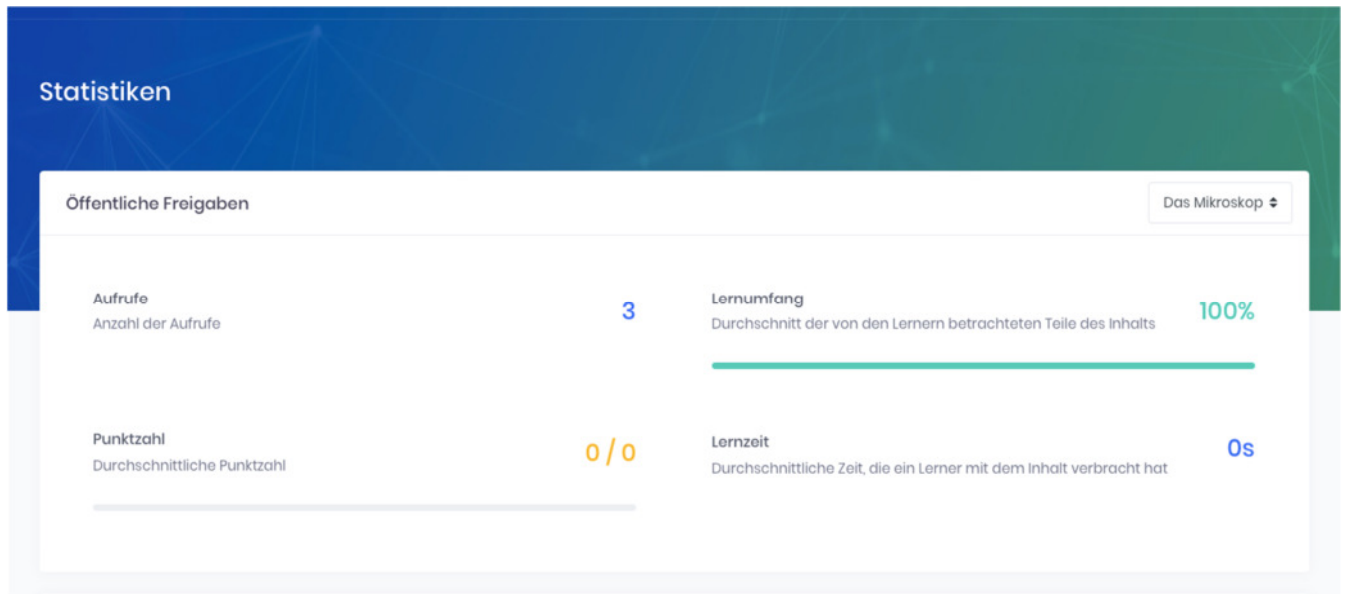 Statistiken
Öffentliche Freigaben
Das Mikroskop
Aufrufe
Anzahl der Aufrufe
3
Lernumfang
Durchschnitt der von den Lernern betrachteten Teile des Inhalts
100%
Punktzahl
Durchschnittliche Punktzahl
0 / 0
Lernzeit
Durchschnittliche Zeit, die ein Lerner mit dem Inhalt verbracht hat
0s